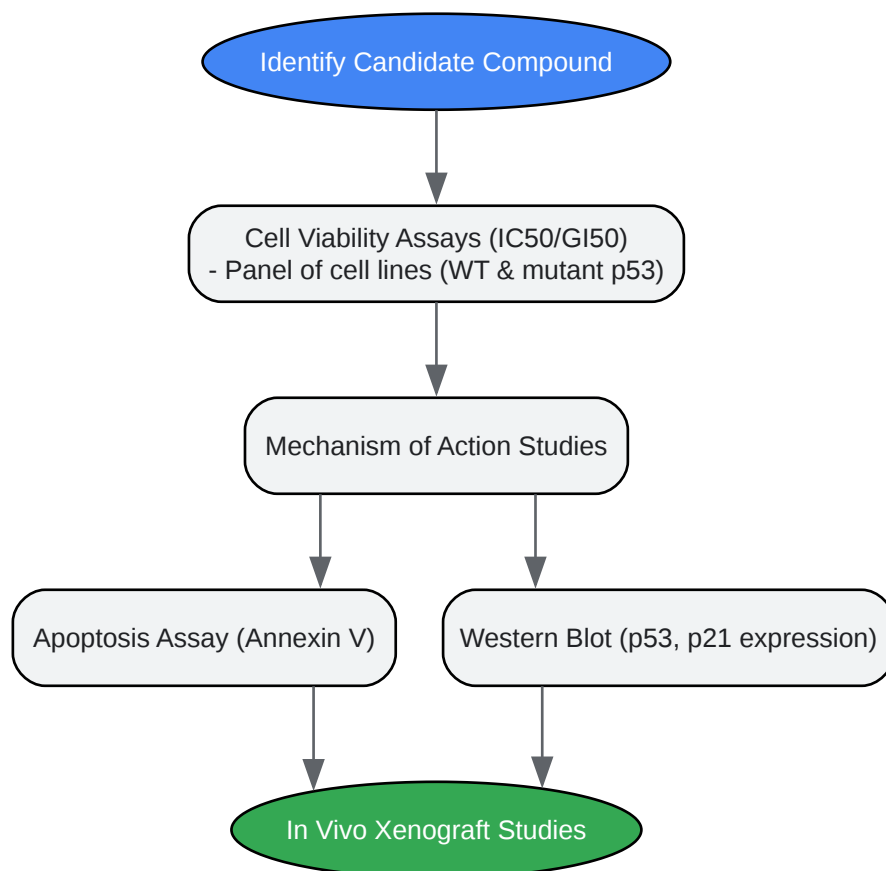 Identify Candidate Compound
Cell Viability Assays (IC50/GI50)
- Panel of cell lines (WT & mutant p53)
Mechanism of Action Studies
Apoptosis Assay (Annexin V)
Western Blot (p53, p21 expression)
In Vivo Xenograft Studies